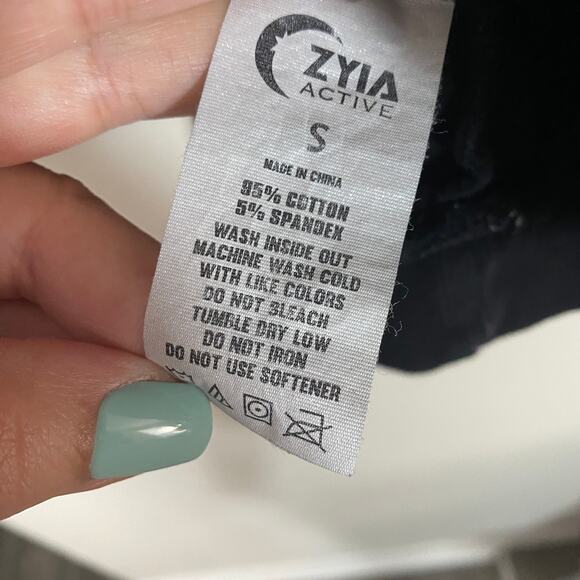 ZYIA
ACTIVE
S
MADE IN CHINA
95% COTTON
5% SPANDEX
WASH INSIDE OUT
MACHINE WASH COLD
WITH LIKE COLORS
DO NOT BLEACH
TUMBLE DRY LOW
DO NOT IRON
DO NOT USE SOFTENER